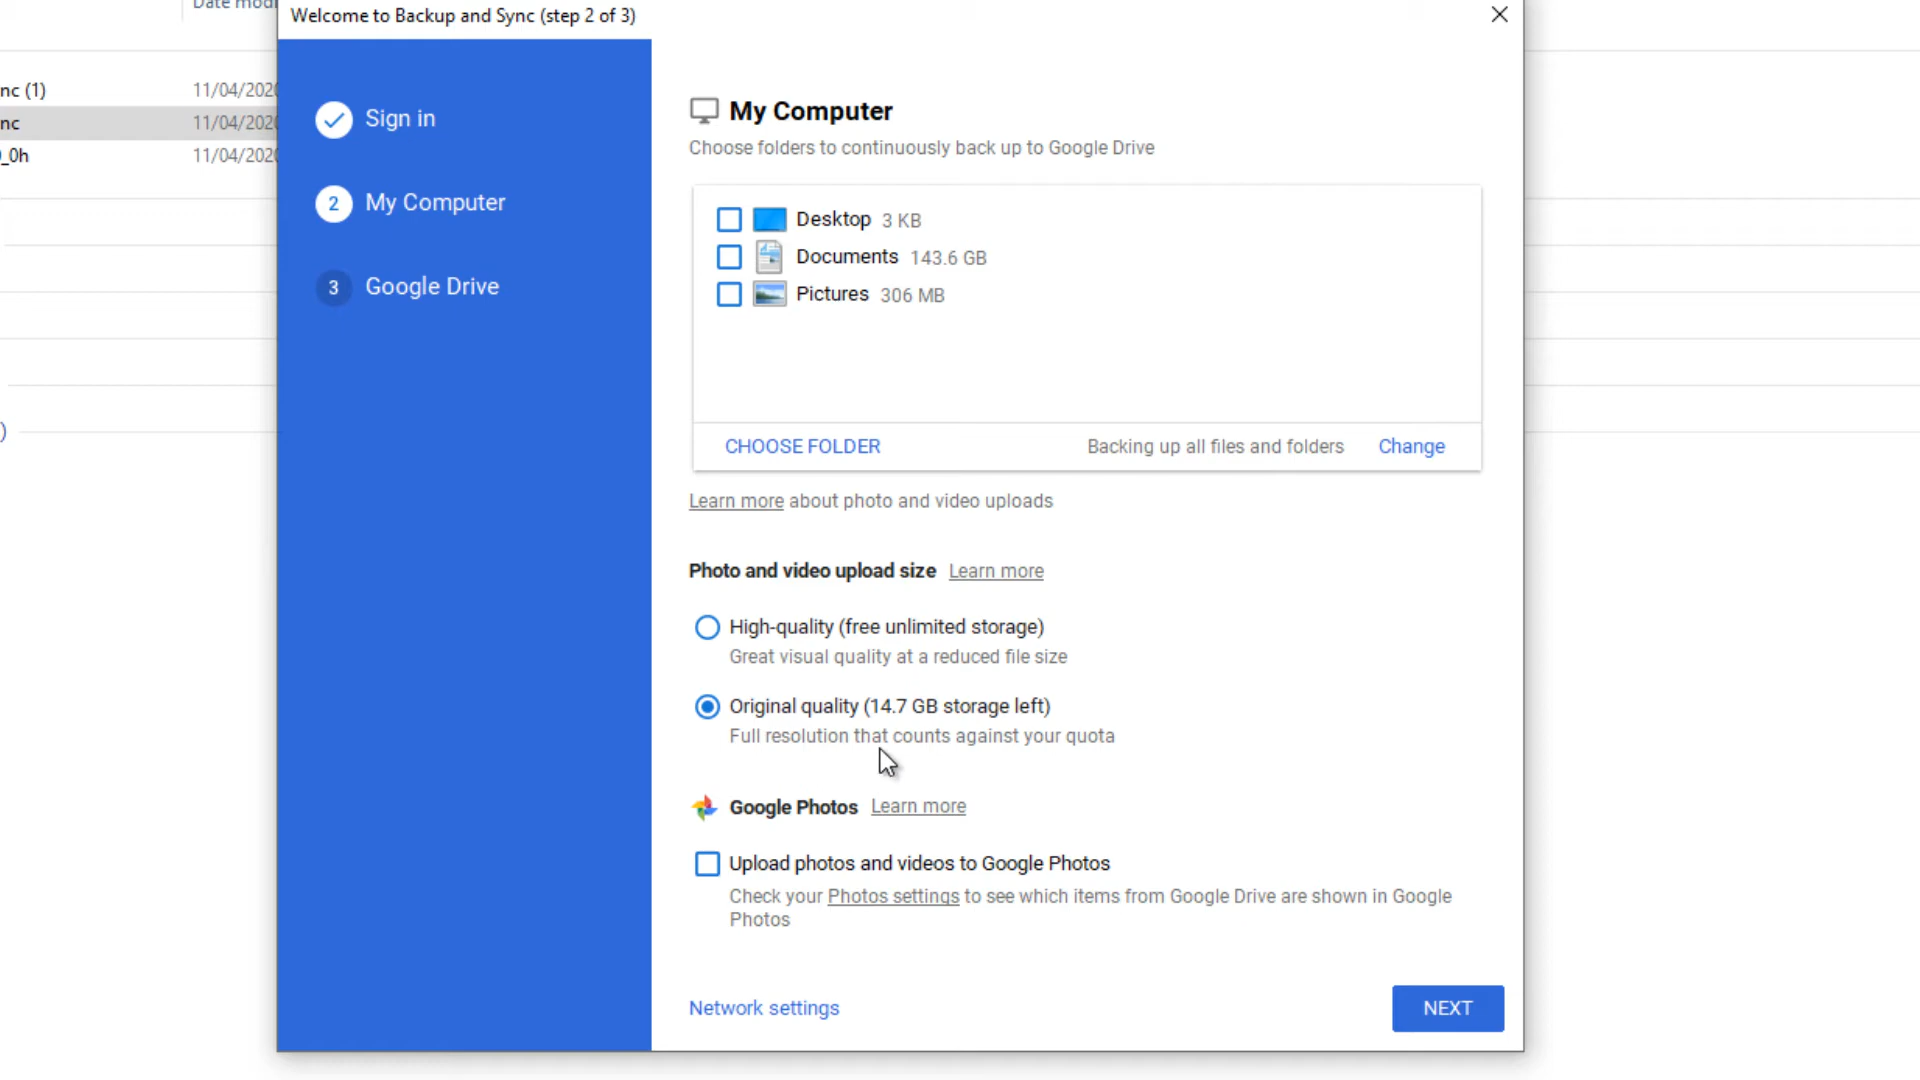 Welcome to Backup and Sync (step 2 of 3)
nc (1)
11/04/2020
nc
11/04/2020
_0h
11/04/2020
)
Sign in
2 My Computer
3 Google Drive
My Computer
Choose folders to continuously back up to Google Drive
Desktop 3 KB
Documents 143.6 GB
Pictures 306 MB
CHOOSE FOLDER Backing up all files and folders Change
Learn more about photo and video uploads
Photo and video upload size Learn more
High-quality (free unlimited storage)
Great visual quality at a reduced file size
Original quality (14.7 GB storage left)
Full resolution that counts against your quota
Google Photos Learn more
Upload photos and videos to Google Photos
Check your Photos settings to see which items from Google Drive are shown in Google
Photos
Network settings
NEXT